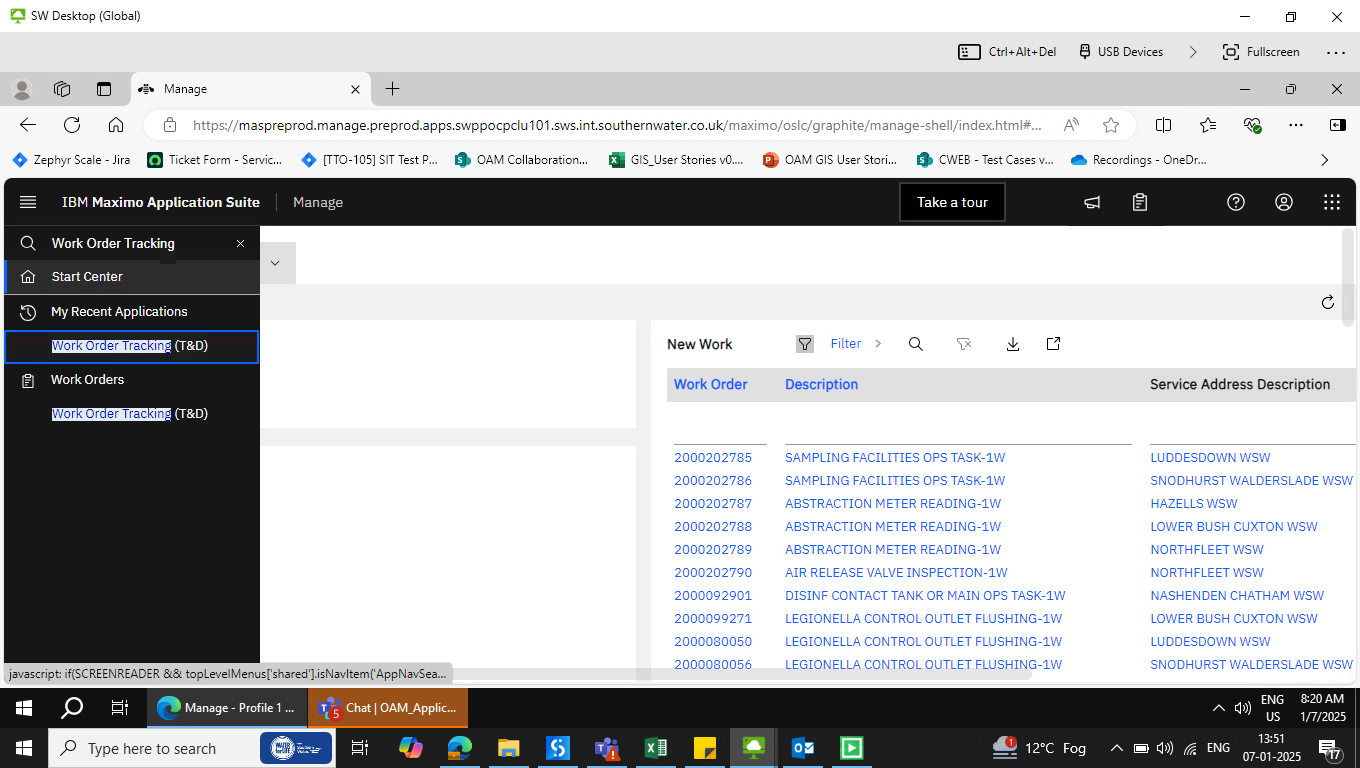 SW Desktop (Global)
Ctrl+Alt+Del USB Devices Fullscreen
Manage
https://maspreprod.manage.preprod.apps.swppocpclu101.sws.int.southernwater.co.uk/maximo/oslc/graphite/manage-shell/index.html#...
Zephyr Scale - Jira Ticket Form - Servic... [TTO-105] SIT Test P... OAM Collaboration... GIS_User Stories v0.... OAM GIS User Stori... CWEB - Test Cases v... Recordings - OneDr...
IBM Maximo Application Suite Manage Take a tour
Work Order Tracking
Start Center
My Recent Applications
Work Order Tracking (T&D)
Work Orders
Work Order Tracking (T&D)
New Work Filter
Work Order Description Service Address Description
2000202785 SAMPLING FACILITIES OPS TASK-1W LUDDESDOWN WSW
2000202786 SAMPLING FACILITIES OPS TASK-1W SNODHURST WALDERSLADE WSW
2000202787 ABSTRACTION METER READING-1W HAZELLS WSW
2000202788 ABSTRACTION METER READING-1W LOWER BUSH CUXTON WSW
2000202789 ABSTRACTION METER READING-1W NORTHFLEET WSW
2000202790 AIR RELEASE VALVE INSPECTION-1W NORTHFLEET WSW
2000092901 DISINF CONTACT TANK OR MAIN OPS TASK-1W NASHENDEN CHATHAM WSW
2000099271 LEGIONELLA CONTROL OUTLET FLUSHING-1W LOWER BUSH CUXTON WSW
2000080050 LEGIONELLA CONTROL OUTLET FLUSHING-1W LUDDESDOWN WSW
2000080056 LEGIONELLA CONTROL OUTLET FLUSHING-1W SNODHURST WALDERSLADE WSW
javascript: if(SCREENREADER && topLevelMenus['shared'].isNavItem('AppNavSea...
Manage - Profile 1 ... 5 Chat | OAM_Applic... ENG US 8:20 AM 1/7/2025
Type here to search 1 12°C Fog ENG 13:51 07-01-2025 17